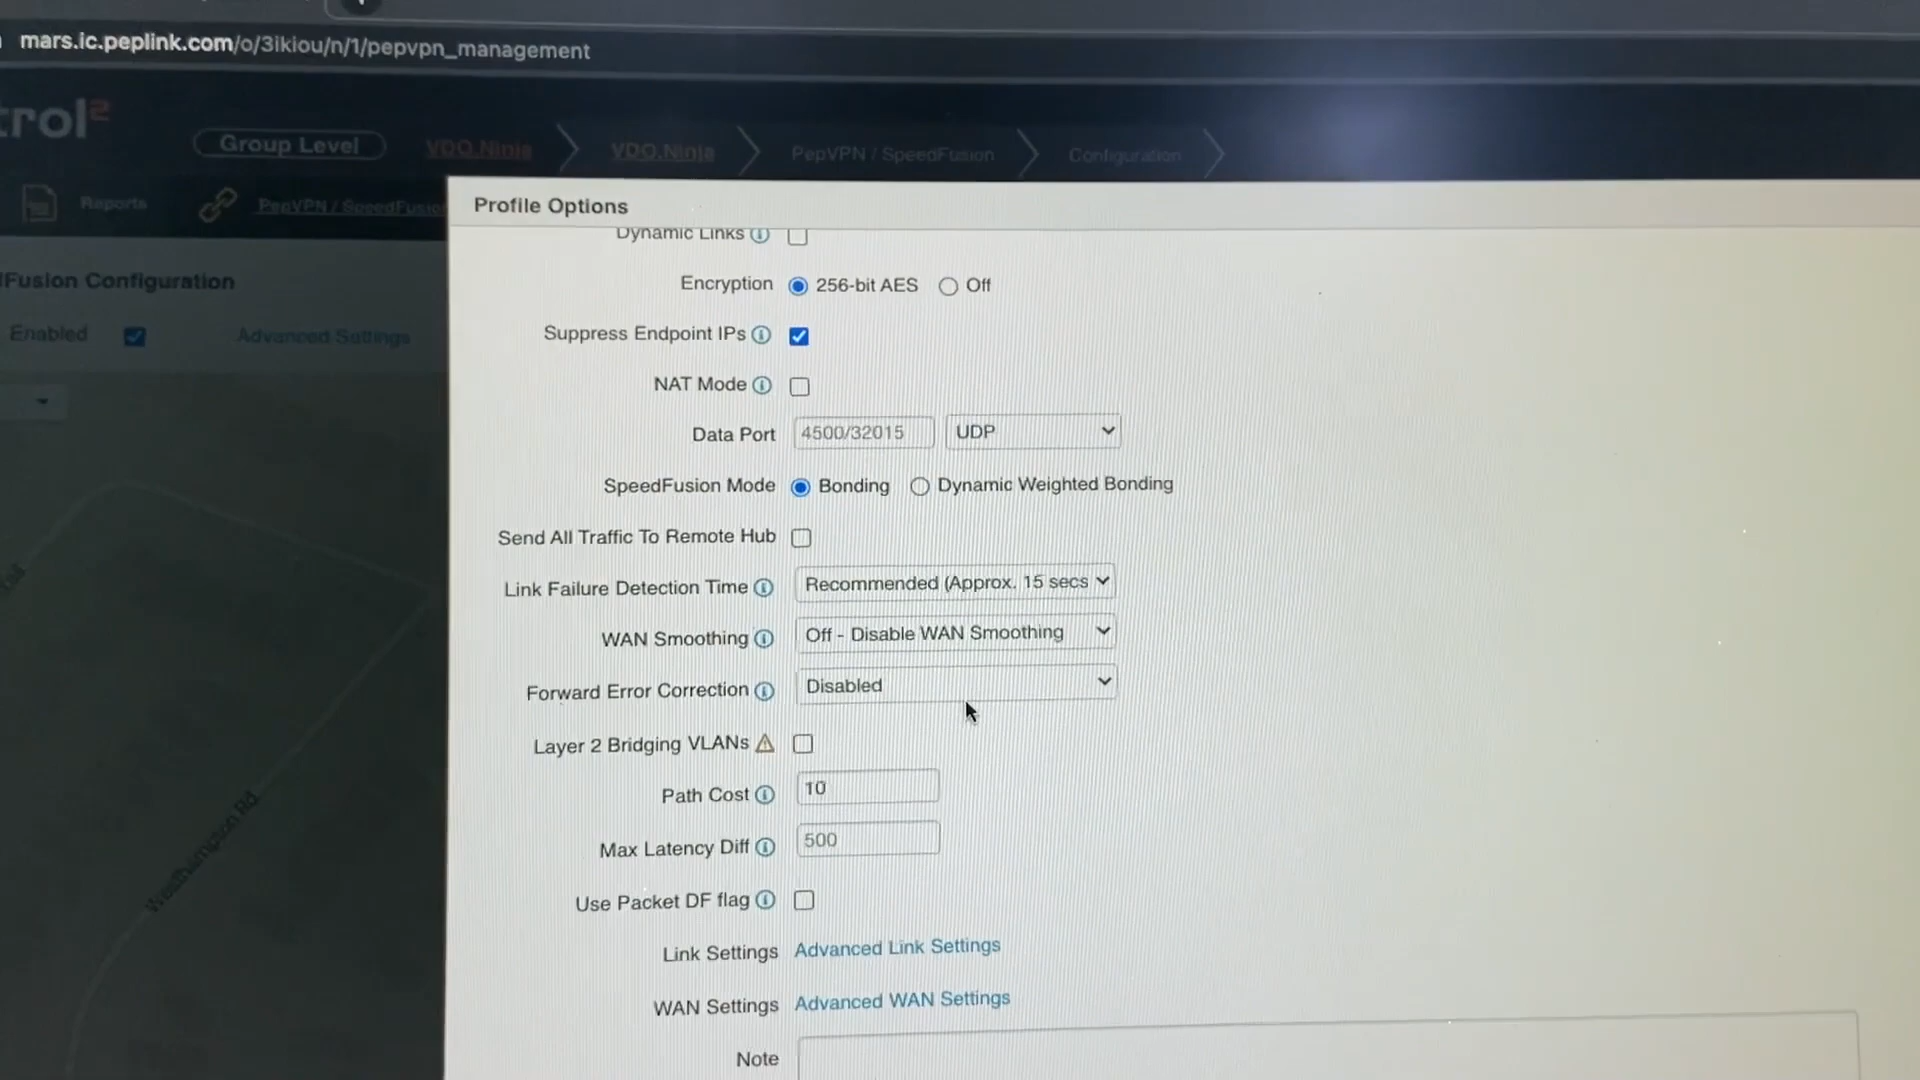 mars.ic.peplink.com/o/3ikiou/n/1/pepvpn_management
trol²
Group Level
VDO.Ninja
VDO.Ninja
PepVPN / SpeedFusion
Configuration
Reports
PepVPN / SpeedFusion
Profile Options
Fusion Configuration
Enabled
Advanced Settings
Dynamic Links
Encryption 256-bit AES Off
Suppress Endpoint IPs
NAT Mode
Data Port 4500/32015 UDP
SpeedFusion Mode Bonding Dynamic Weighted Bonding
Send All Traffic To Remote Hub
Link Failure Detection Time Recommended (Approx. 15 secs
WAN Smoothing Off - Disable WAN Smoothing
Forward Error Correction Disabled
Layer 2 Bridging VLANs
Path Cost 10
Max Latency Diff 500
Use Packet DF flag
Link Settings Advanced Link Settings
WAN Settings Advanced WAN Settings
Note
Westhampton Rd